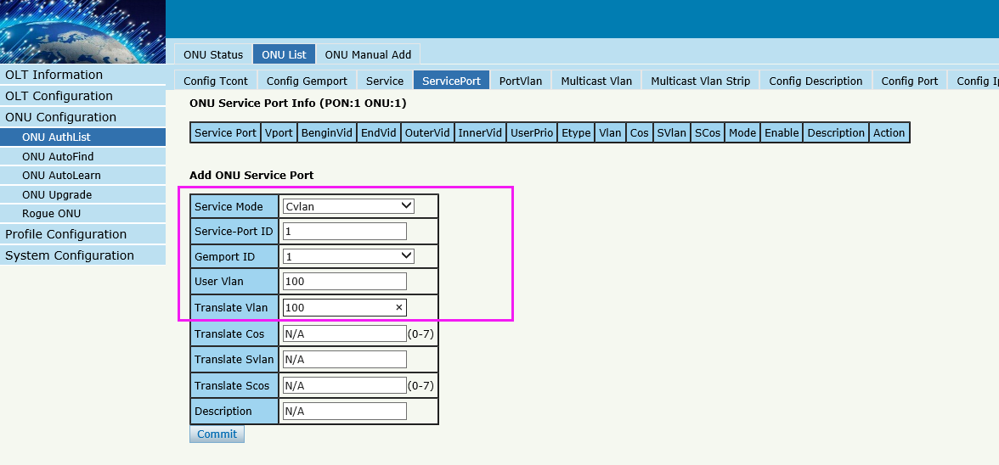 ONU Status ONU List ONU Manual Add
OLT Information
OLT Configuration
ONU Configuration
ONU AuthList
ONU AutoFind
ONU AutoLearn
ONU Upgrade
Rogue ONU
Profile Configuration
System Configuration
Config Tcont Config Gemport Service ServicePort PortVlan Multicast Vlan Multicast Vlan Strip Config Description Config Port Config
ONU Service Port Info (PON:1 ONU:1)
Service Port Vport BenginVid EndVid OuterVid InnerVid UserPrio Etype Vlan Cos SVlan SCos Mode Enable Description Action
Add ONU Service Port
Service Mode Cvlan
Service-Port ID 1
Gemport ID 1
User Vlan 100
Translate Vlan 100 ×
Translate Cos N/A (0-7)
Translate Svlan N/A
Translate Scos N/A (0-7)
Description N/A
Commit